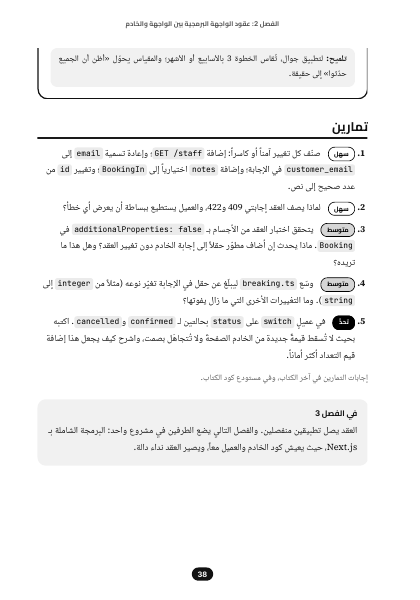 الفصل 2: عقود الواجهة البرمجية بين الواجهة والخادم
تلميح: لتطبيق جوال، تُقاس الخطوة 3 بالأسابيع أو الأشهر؛ والمقياس يحوّل «أظن أن الجميع
حدّثوا» إلى حقيقة.
تمارين
1. سهل صنّف كل تغيير آمناً أو كاسراً: إضافة GET /staff؛ وإعادة تسمية email إلى
customer_email في الإجابة؛ وإضافة notes اختيارياً إلى BookingIn؛ وتغيير id من
عدد صحيح إلى نص.
2. سهل لماذا يصف العقد إجابتي 409 و422، والعميل يستطيع ببساطة أن يعرض أي خطأ؟
3. متوسط يتحقق اختبار العقد من الأجسام بـ additionalProperties: false في
Booking. ماذا يحدث إن أضاف مطوّر حقلاً إلى إجابة الخادم دون تغيير العقد؟ وهل هذا ما
تريده؟
4. متوسط وسّع breaking.ts ليبلّغ عن حقل في الإجابة تغيّر نوعه (مثلاً من integer إلى
string). وما التغييرات الأخرى التي ما زال يفوتها؟
5. تحدٍّ في عميلٍ switch على status بحالتين لـ confirmed و cancelled. اكتبه
بحيث لا تُسقط قيمةٌ جديدة من الخادم الصفحةَ ولا تُتجاهَل بصمت، واشرح كيف يجعل هذا إضافة
قيم التعداد أكثر أماناً.
إجابات التمارين في آخر الكتاب، وفي مستودع كود الكتاب.
في الفصل 3
العقد يصل تطبيقين منفصلين. والفصل التالي يضع الطرفين في مشروع واحد: البرمجة الشاملة بـ
Next.js، حيث يعيش كود الخادم والعميل معاً، ويصير العقد نداء دالة.
38